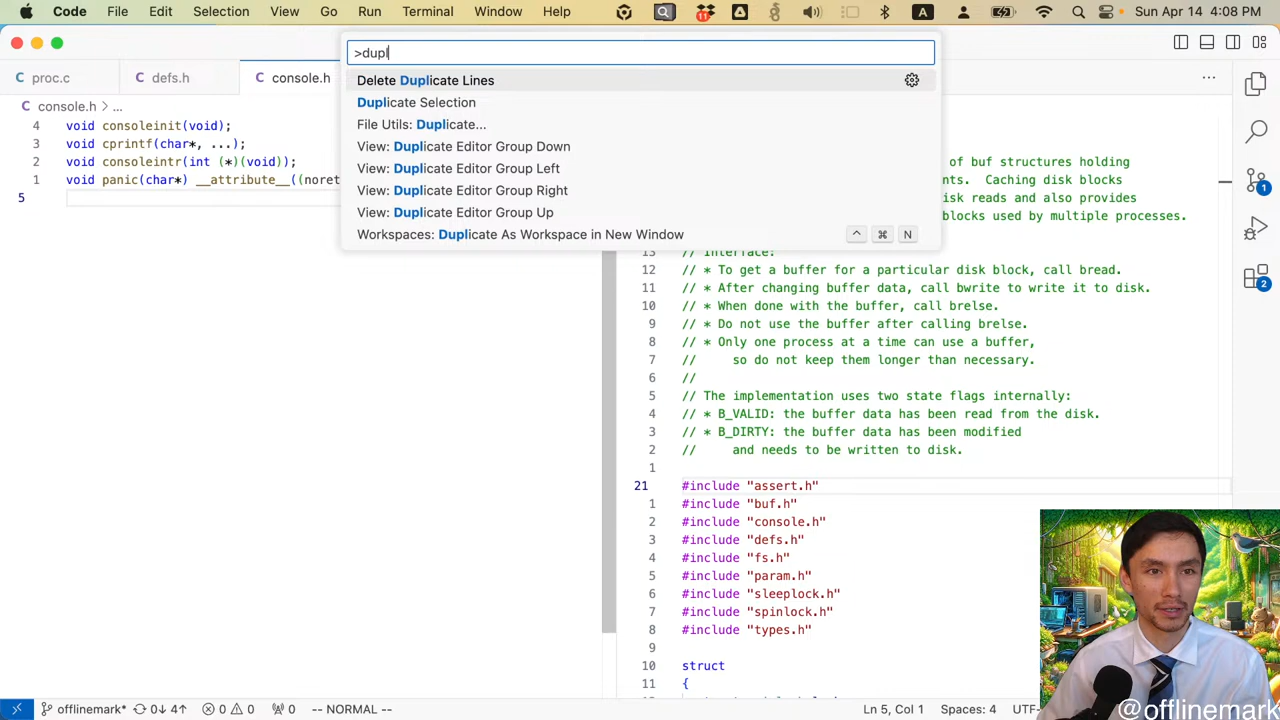 Code File Edit Selection View Go Run Terminal Window Help Sun Apr 14 4:08 PM
>dupl
Delete Duplicate Lines
Duplicate Selection
File Utils: Duplicate...
View: Duplicate Editor Group Down
View: Duplicate Editor Group Left
View: Duplicate Editor Group Right
View: Duplicate Editor Group Up
Workspaces: Duplicate As Workspace in New Window ^ ⌘ N
proc.c
defs.h
C console.h
C console.h > ...
4 void consoleinit(void);
3 void cprintf(char*, ...);
2 void consoleintr(int (*)(void));
1 void panic(char*) __attribute__((noret
5
of buf structures holding
nts. Caching disk blocks
isk reads and also provides
blocks used by multiple processes.
13 // Interface:
12 // * To get a buffer for a particular disk block, call bread.
11 // * After changing buffer data, call bwrite to write it to disk.
10 // * When done with the buffer, call brelse.
9 // * Do not use the buffer after calling brelse.
8 // * Only one process at a time can use a buffer,
7 // so do not keep them longer than necessary.
6 //
5 // The implementation uses two state flags internally:
4 // * B_VALID: the buffer data has been read from the disk.
3 // * B_DIRTY: the buffer data has been modified
2 // and needs to be written to disk.
1
21 #include "assert.h"
1 #include "buf.h"
2 #include "console.h"
3 #include "defs.h"
4 #include "fs.h"
5 #include "param.h"
6 #include "sleeplock.h"
7 #include "spinlock.h"
8 #include "types.h"
9
10 struct
11 {
1
2
offlinemark* 0↓ 4↑ 0 0 0 -- NORMAL -- Ln 5, Col 1 Spaces: 4 UTF-
@offlinemark